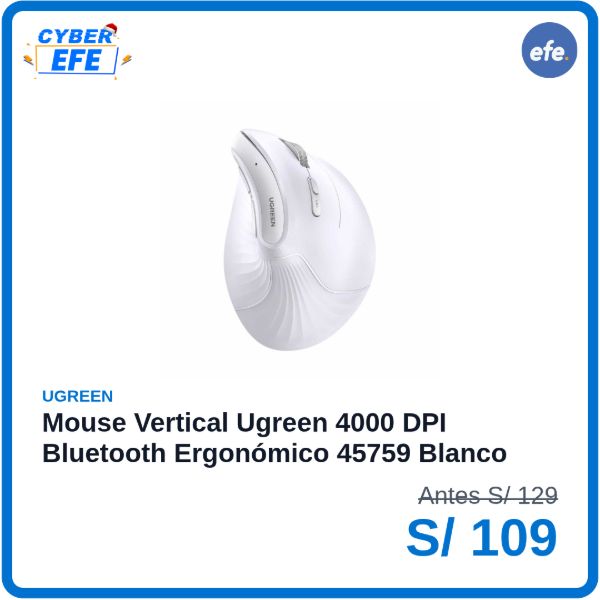 CYBER
EFE
efe.
UGREEN
UGREEN
Mouse Vertical Ugreen 4000 DPI
Bluetooth Ergonómico 45759 Blanco
Antes S/ 129
S/ 109